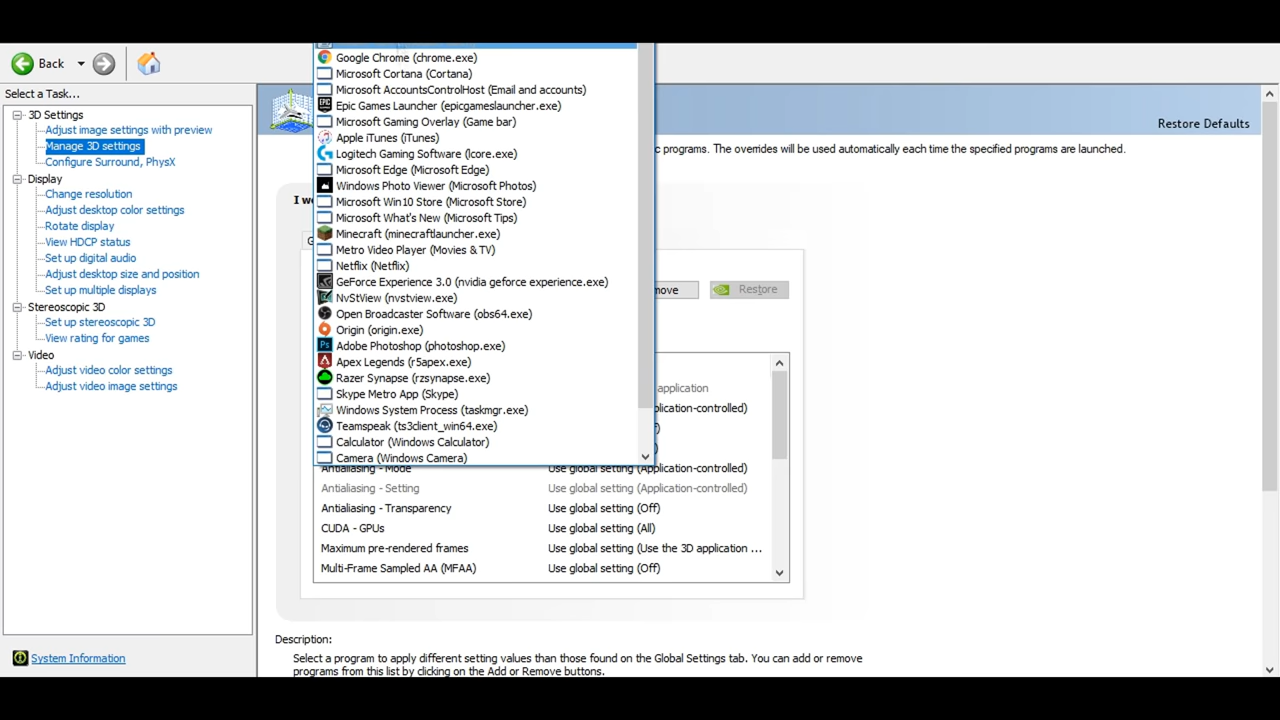 Back
Select a Task...
3D Settings
Adjust image settings with preview
Manage 3D settings
Configure Surround, PhysX
Display
Change resolution
Adjust desktop color settings
Rotate display
View HDCP status
Set up digital audio
Adjust desktop size and position
Set up multiple displays
Stereoscopic 3D
Set up stereoscopic 3D
View rating for games
Video
Adjust video color settings
Adjust video image settings
System Information
Google Chrome (chrome.exe)
Microsoft Cortana (Cortana)
Microsoft AccountsControlHost (Email and accounts)
Epic Games Launcher (epicgameslauncher.exe)
Microsoft Gaming Overlay (Game bar)
Apple iTunes (iTunes)
Logitech Gaming Software (lcore.exe)
Microsoft Edge (Microsoft Edge)
Windows Photo Viewer (Microsoft Photos)
Microsoft Win10 Store (Microsoft Store)
Microsoft What's New (Microsoft Tips)
Minecraft (minecraftlauncher.exe)
Metro Video Player (Movies & TV)
Netflix (Netflix)
GeForce Experience 3.0 (nvidia geforce experience.exe)
NvStView (nvstview.exe)
Open Broadcaster Software (obs64.exe)
Origin (origin.exe)
Adobe Photoshop (photoshop.exe)
Apex Legends (r5apex.exe)
Razer Synapse (rzsynapse.exe)
Skype Metro App (Skype)
Windows System Process (taskmgr.exe)
Teamspeak (ts3client_win64.exe)
Calculator (Windows Calculator)
Camera (Windows Camera)
Restore Defaults
c programs. The overrides will be used automatically each time the specified programs are launched.
I w
move
Restore
pplication
plication-controlled)
Antialiasing - Mode Use global setting (Application-controlled)
Antialiasing - Setting Use global setting (Application-controlled)
Antialiasing - Transparency Use global setting (Off)
CUDA - GPUs Use global setting (All)
Maximum pre-rendered frames Use global setting (Use the 3D application ...
Multi-Frame Sampled AA (MFAA) Use global setting (Off)
Description:
Select a program to apply different setting values than those found on the Global Settings tab. You can add or remove
programs from this list by clicking on the Add or Remove buttons.